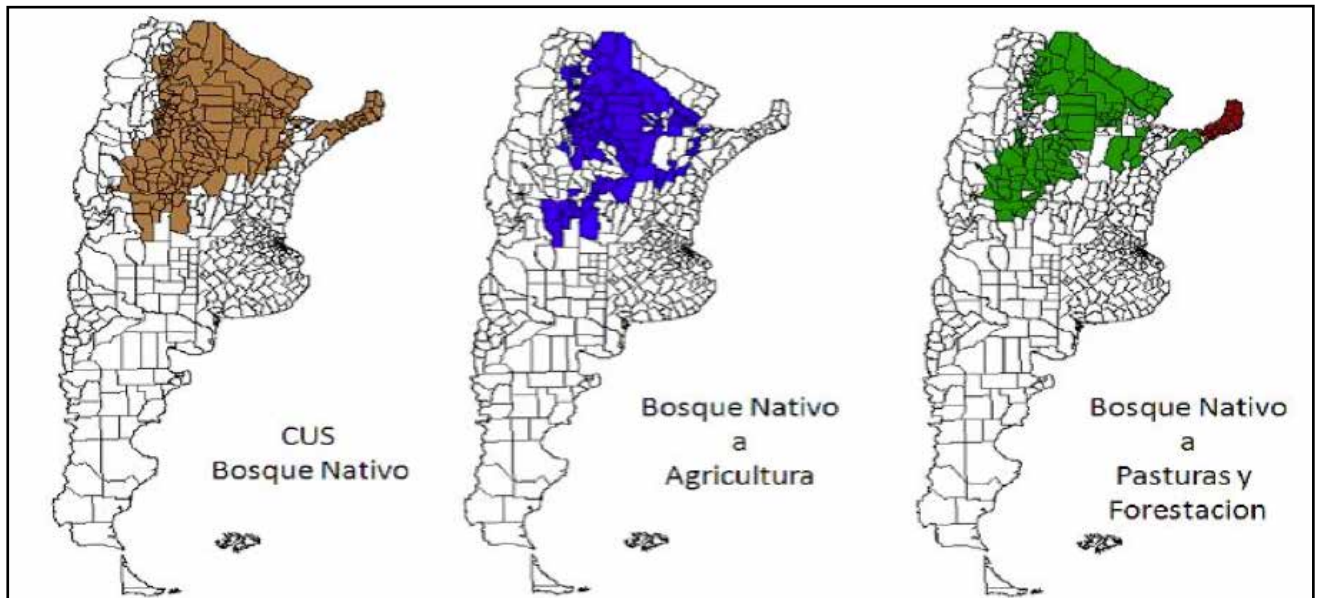 CUS
Bosque Nativo
Bosque Nativo
a
Agricultura
Bosque Nativo
a
Pasturas y
Forestacion